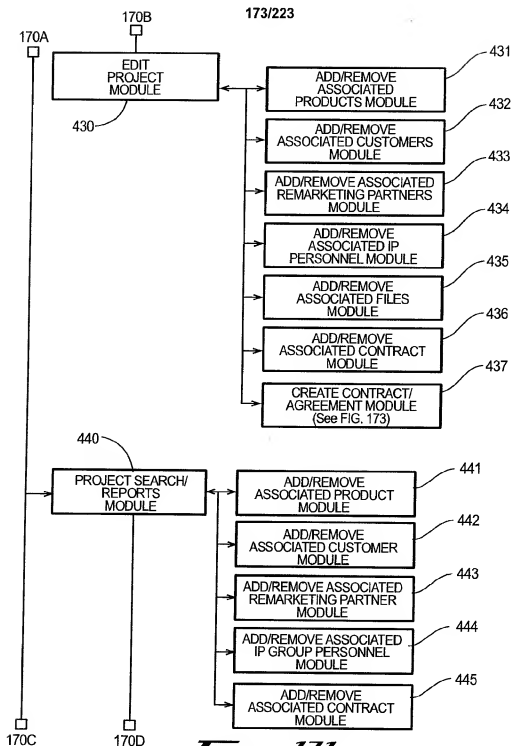 170B
173/223
170A
EDIT
PROJECT
MODULE
430
ADD/REMOVE
ASSOCIATED
PRODUCTS MODULE
431
ADD/REMOVE
ASSOCIATED CUSTOMERS
MODULE
432
ADD/REMOVE ASSOCIATED
REMARKETING PARTNERS
MODULE
433
ADD/REMOVE
ASSOCIATED IP
PERSONNEL MODULE
434
ADD/REMOVE
ASSOCIATED FILES
MODULE
435
ADD/REMOVE
ASSOCIATED CONTRACT
MODULE
436
CREATE CONTRACT/
AGREEMENT MODULE
(See FIG. 173)
437
440
PROJECT SEARCH/
REPORTS
MODULE
ADD/REMOVE
ASSOCIATED PRODUCT
MODULE
441
ADD/REMOVE
ASSOCIATED CUSTOMER
MODULE
442
ADD/REMOVE ASSOCIATED
REMARKETING PARTNER
MODULE
443
ADD/REMOVE ASSOCIATED
IP GROUP PERSONNEL
MODULE
444
ADD/REMOVE
ASSOCIATED CONTRACT
MODULE
445
170C
170D